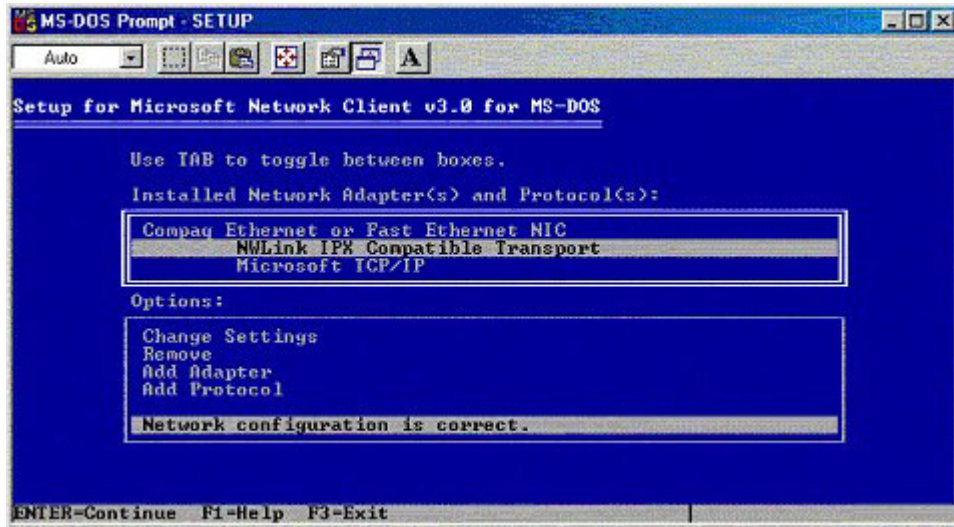 MS-DOS Prompt - SETUP
Auto
A
Setup for Microsoft Network Client v3.0 for MS-DOS
Use TAB to toggle between boxes.
Installed Network Adapter(s) and Protocol(s):
Compaq Ethernet or Fast Ethernet NIC
NWLink IPX Compatible Transport
Microsoft TCP/IP
Options:
Change Settings
Remove
Add Adapter
Add Protocol
Network configuration is correct.
ENTER=Continue F1=Help F3=Exit